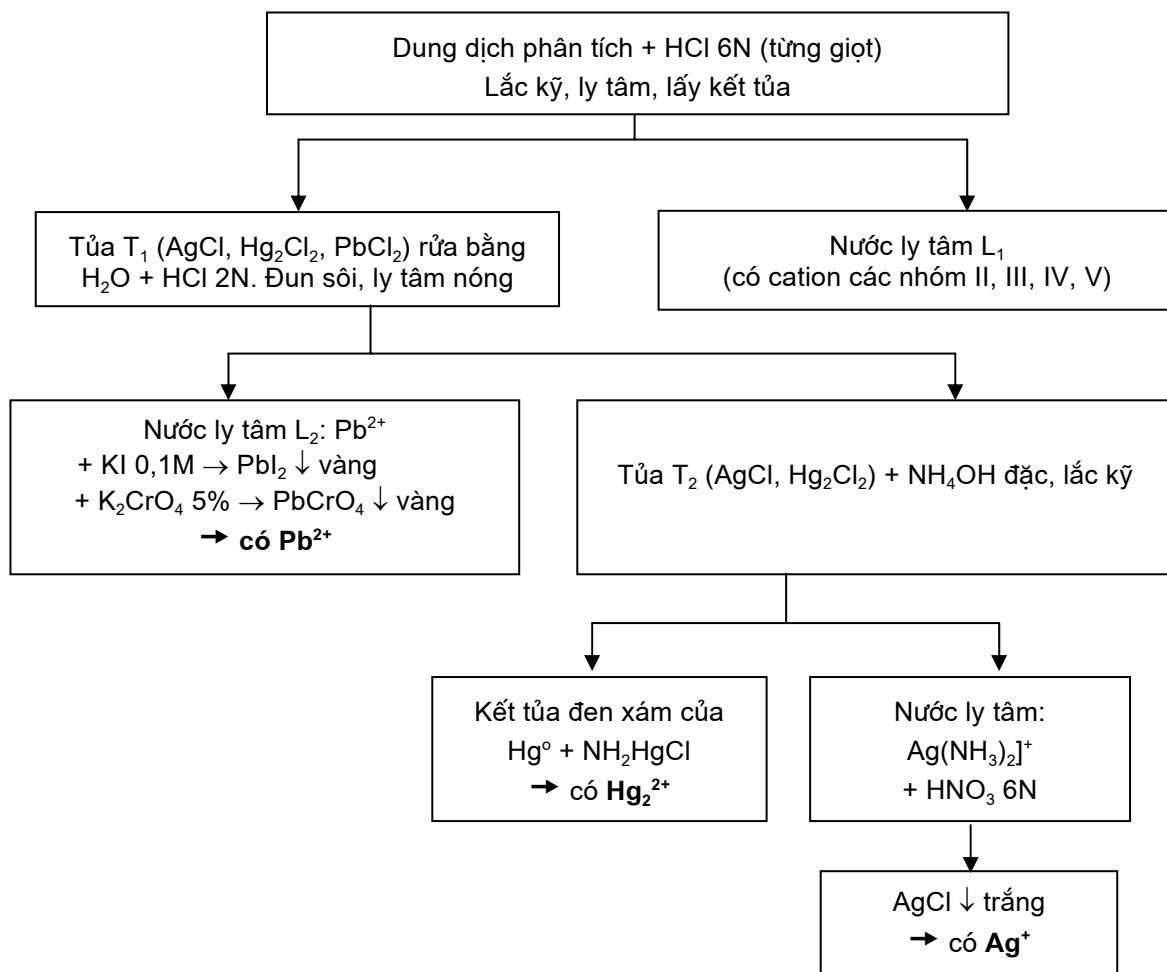 Dung dịch phân tích + HCl 6N (từng giọt)
Lắc kỹ, ly tâm, lấy kết tủa
Tủa T₁ (AgCl, Hg₂Cl₂, PbCl₂) rửa bằng
H₂O + HCl 2N. Đun sôi, ly tâm nóng
Nước ly tâm L₁
(có cation các nhóm II, III, IV, V)
Nước ly tâm L₂: Pb²⁺
+ KI 0,1M → PbI₂ ↓ vàng
+ K₂CrO₄ 5% → PbCrO₄ ↓ vàng
→ có Pb²⁺
Tủa T₂ (AgCl, Hg₂Cl₂) + NH₄OH đặc, lắc kỹ
Kết tủa đen xám của
Hgº + NH₂HgCl
→ có Hg₂²⁺
Nước ly tâm:
Ag(NH₃)₂]⁺
+ HNO₃ 6N
AgCl ↓ trắng
→ có Ag⁺